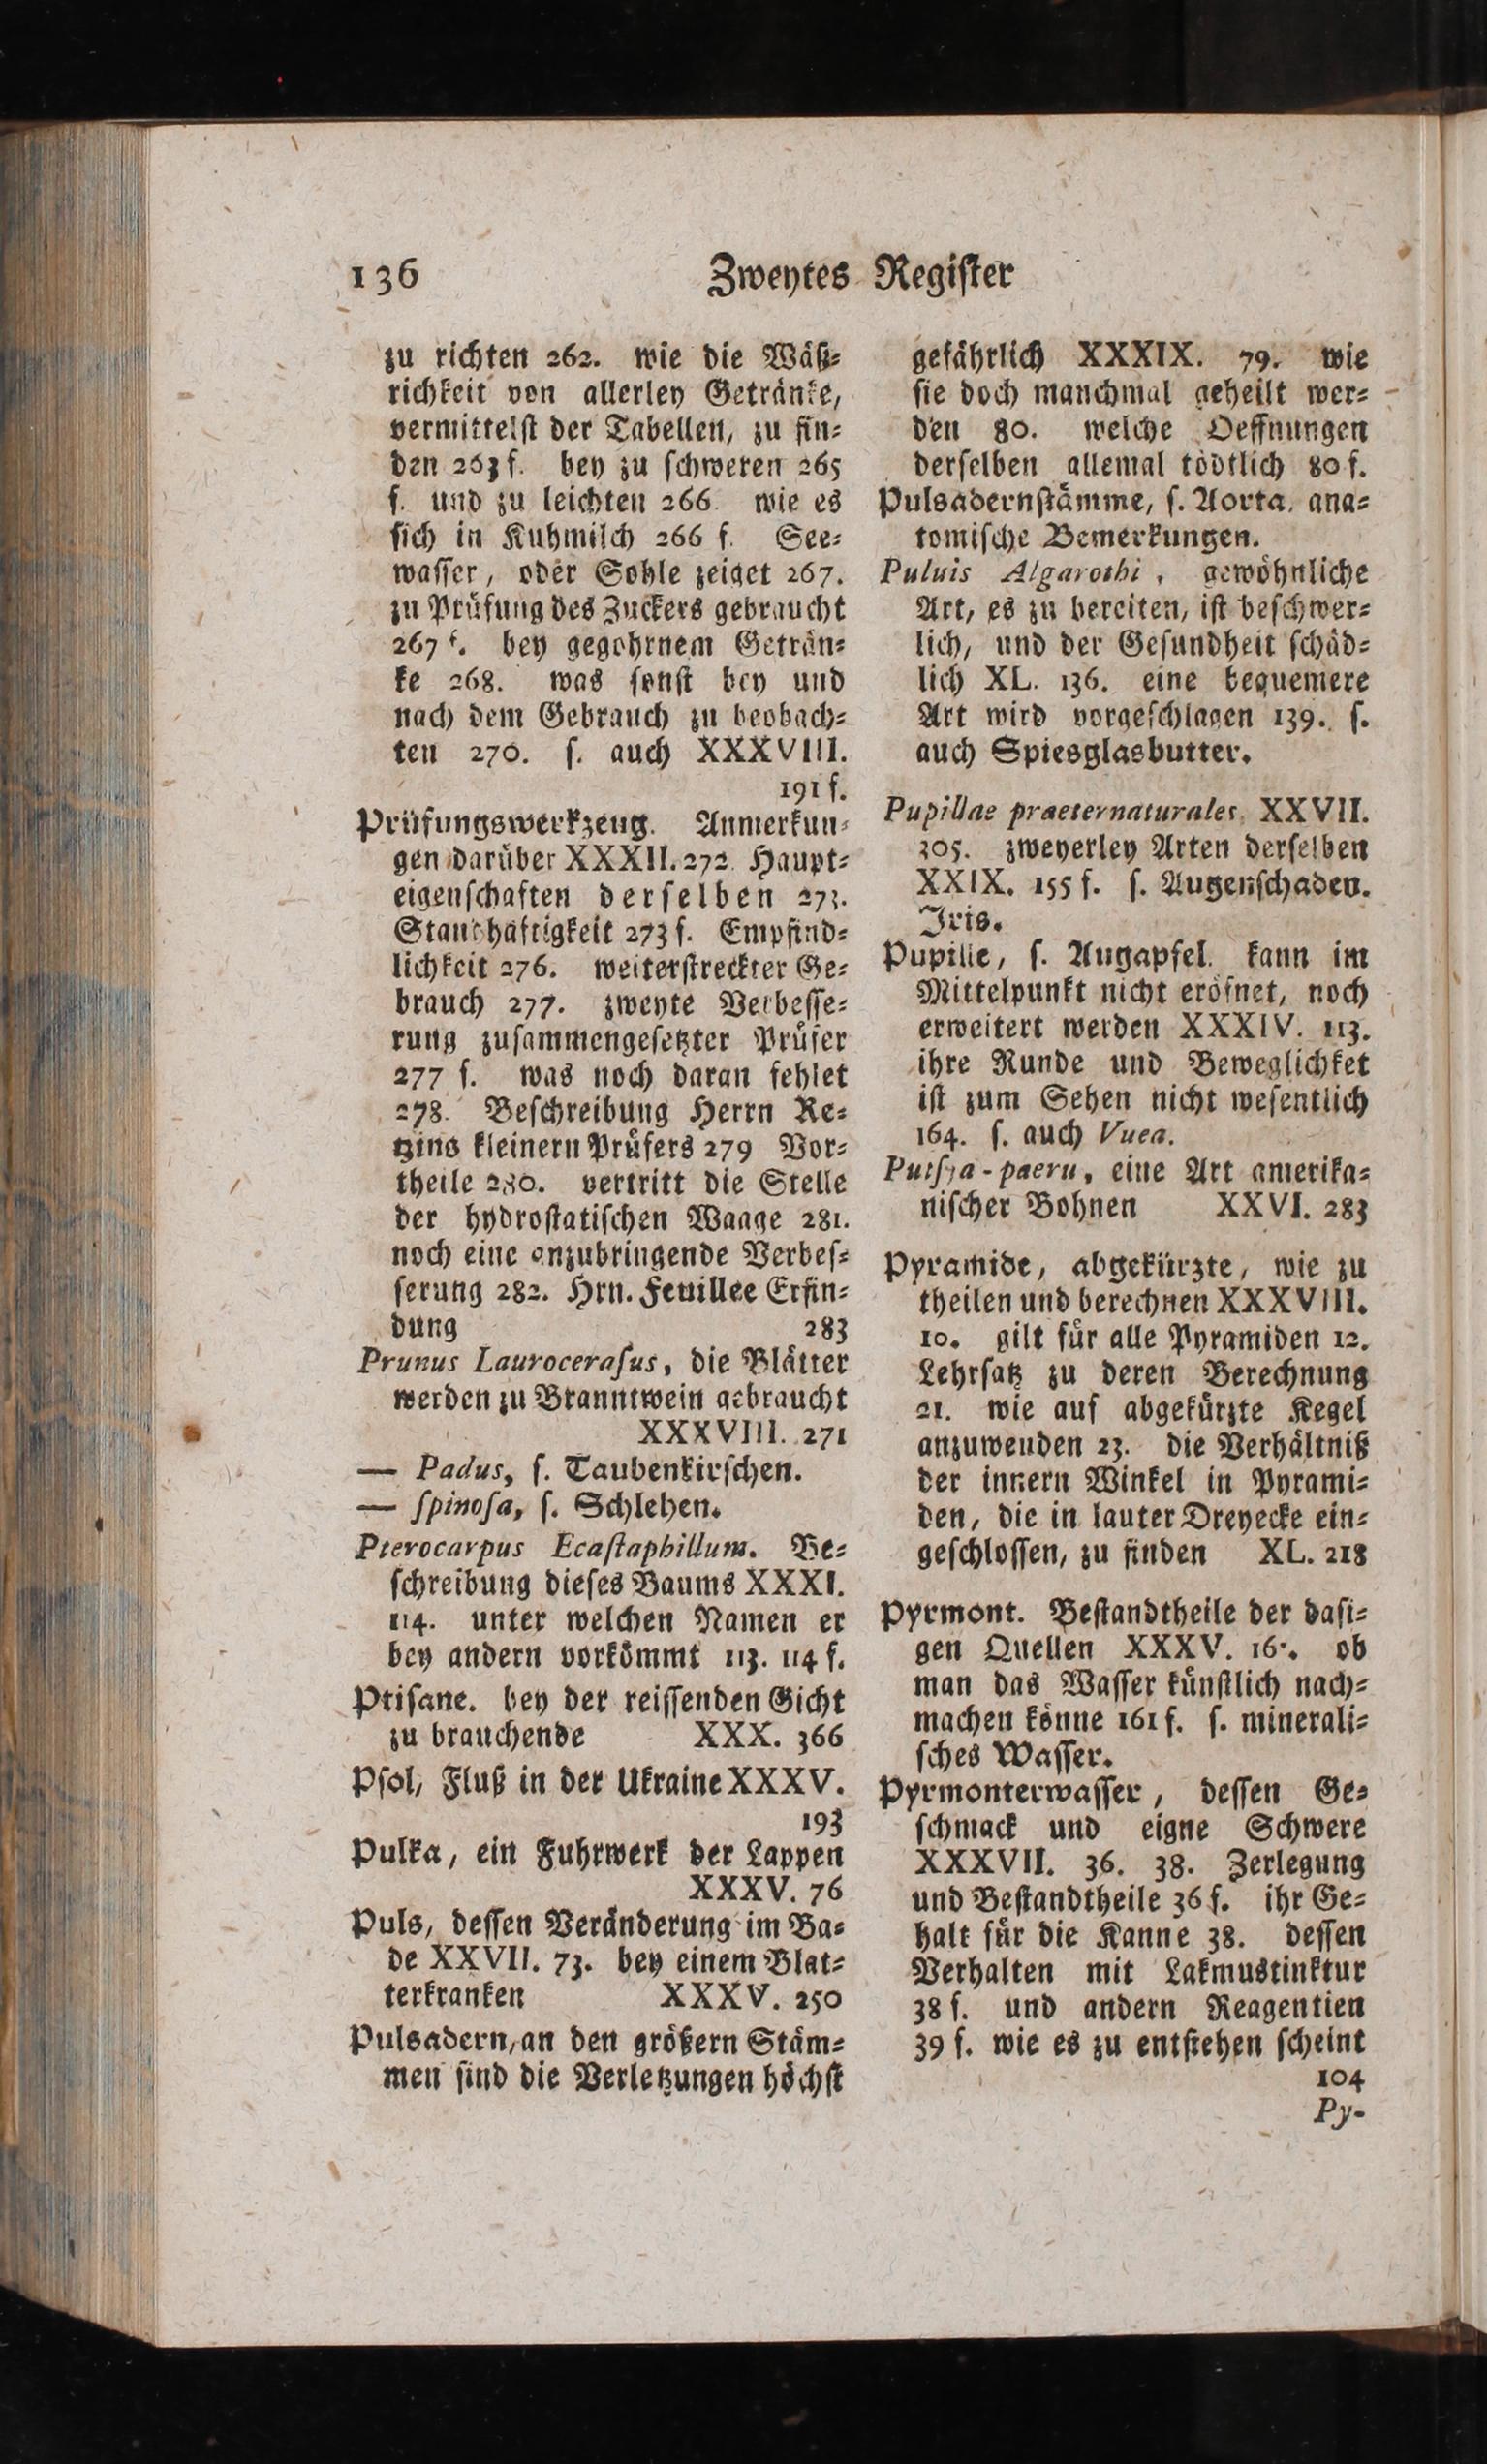 136 Zweytes Regiſter
zu richten 262. wie die Wäß⸗
richkeit von allerley Getränke,
vermittelſt der Tabellen, zu fin⸗
den 263 f. bey zu ſchweren 265
f. und zu leichten 266. wie es
ſich in Kuhmilch 266 f. See⸗
waſſer, oder Sohle zeiget 267.
zu Prüfung des Zuckers gebraucht
267 f. bey gegohrnem Geträn⸗
ke 268. was ſonſt bey und
nach dem Gebrauch zu beobach⸗
ten 270. ſ. auch XXXVIII.
191 f.
Prüfungswerkzeug. Anmerkun⸗
gen darüber XXXII. 272. Haupt⸗
eigenſchaften derſelben 273.
Standhaftigkeit 273 f. Empfind⸗
lichkeit 276. weiterſtreckter Ge⸗
brauch 277. zweyte Verbeſſe⸗
rung zuſammengeſetzter Prüfer
277 f. was noch daran fehlet
278. Beſchreibung Herrn Re⸗
tzins kleinern Prüfers 279 Vor⸗
theile 280. vertritt die Stelle
der hydroſtatiſchen Waage 281.
noch eine anzubringende Verbeſ⸗
ſerung 282. Hrn. Feuillee Erfin⸗
dung 283
Prunus Lauroceraſus, die Blätter
werden zu Branntwein gebraucht
XXXVIII. 271
— Padus, ſ. Taubenkirſchen.
— ſpinoſa, ſ. Schlehen.
Pterocarpus Ecaſtaphillum. Be⸗
ſchreibung dieſes Baums XXXI.
114. unter welchen Namen er
bey andern vorkömmt 113. 114 f.
Ptiſane. bey der reiſſenden Gicht
zu brauchende XXX. 366
Pſol, Fluß in der Ukraine XXXV.
193
Pulka, ein Fuhrwerk der Lappen
XXXV. 76
Puls, deſſen Veränderung im Ba⸗
de XXVII. 73. bey einem Blat⸗
terkranken XXXV. 250
Pulsadern, an den größern Stäm⸗
men ſind die Verletzungen höchſt
gefährlich XXXIX. 79. wie
ſie doch manchmal geheilt wer⸗
den 80. welche Oeffnungen
derſelben allemal tödtlich 80 f.
Pulsadernſtämme, ſ. Aorta, ana⸗
tomiſche Bemerkungen.
Puluis Algarothi, gewöhnliche
Art, es zu bereiten, iſt beſchwer⸗
lich, und der Geſundheit ſchäd⸗
lich XL. 136. eine bequemere
Art wird vorgeſchlagen 139. ſ.
auch Spiesglasbutter.
Pupillae praeternaturales, XXVII.
305. zweyerley Arten derſelben
XXIX. 155 f. ſ. Augenſchaden.
Iris.
Pupille, ſ. Augapfel. kann im
Mittelpunkt nicht eröfnet, noch
erweitert werden XXXIV. 113.
ihre Runde und Beweglichket
iſt zum Sehen nicht weſentlich
164. ſ. auch Vuea.
paeru, eine Art amerika⸗
niſcher Bohnen XXVI. 283
Pyramide, abgekürzte, wie zu
theilen und berechnen XXXVIII.
10. gilt für alle Pyramiden 12.
Lehrſatz zu deren Berechnung
21. wie auf abgekürzte Kegel
anzuwenden 23. die Verhältniß
der innern Winkel in Pyrami⸗
den, die in lauter Dreyecke ein⸗
geſchloſſen, zu finden XL. 218
Pyrmont. Beſtandtheile der daſi⸗
gen Quellen XXXV. ob
man das Waſſer künſtlich nach⸗
machen könne 161 f. ſ. minerali⸗
ſches Waſſer.
Pyrmonterwaſſer, deſſen Ge⸗
ſchmack und eigne Schwere
XXXVII. 36. 38. Zerlegung
und Beſtandtheile 36 f. ihr Ge⸗
halt für die Kanne 38. deſſen
Verhalten mit Lakmustinktur
38 f. und andern Reagentien
39 f. wie es zu entſtehen ſcheint
104
Py-